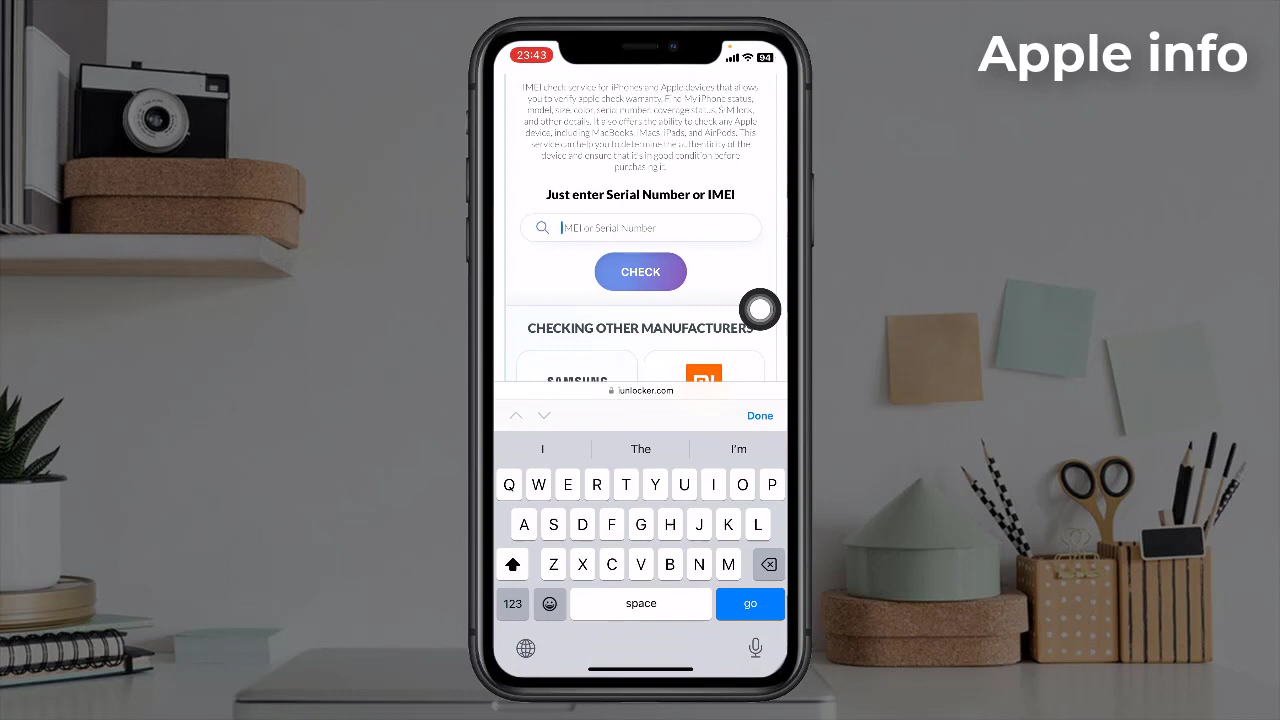 Apple info
23:43
94
IMEI check service for iPhones and Apple devices that allows
you to verify apple check warranty, Find My iPhone status,
model, size, color, serial number, coverage status, SIM lock,
and other details. It also offers the ability to check any Apple
device, including MacBooks, iMacs, iPads, and AirPods. This
service can help you to determine the authenticity of the
device and ensure that it's in good condition before
purchasing it.
Just enter Serial Number or IMEI
IMEI or Serial Number
CHECK
CHECKING OTHER MANUFACTURERS
SAMSUNG
iunlocker.com
Done
I The I'm
Q W E R T Y U I O P
A S D F G H J K L
Z X C V B N M
123 space go